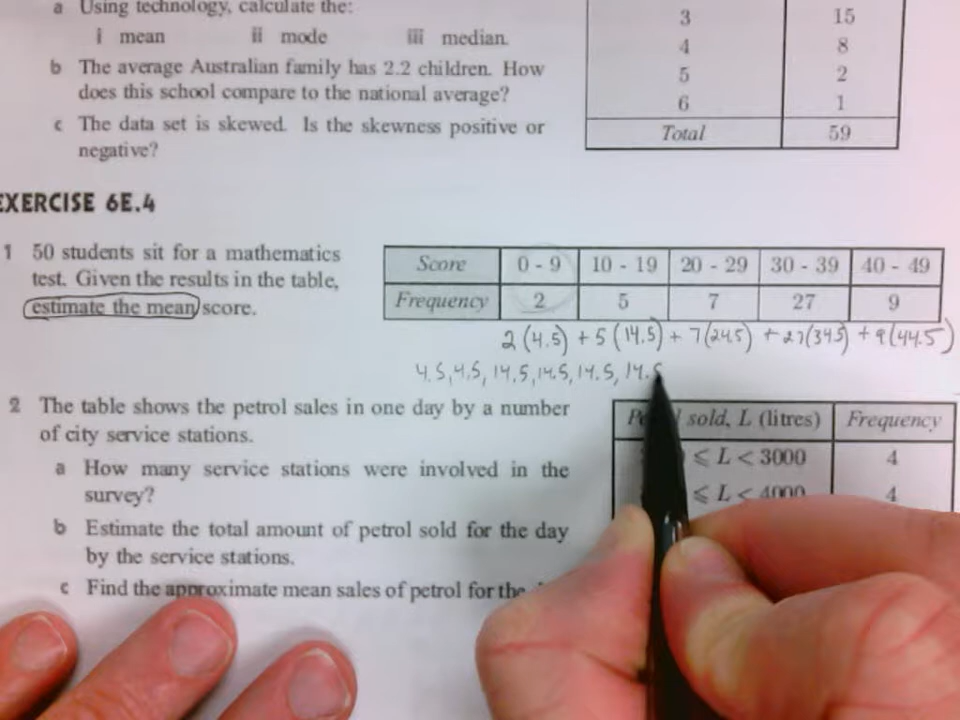 a Using technology, calculate the:
i mean ii mode iii median.
b The average Australian family has 2.2 children. How
does this school compare to the national average?
c The data set is skewed. Is the skewness positive or
negative?
3 15
4 8
5 2
6 1
Total 59
EXERCISE 6E.4
1 50 students sit for a mathematics
test. Given the results in the table,
estimate the mean score.
Score 0 - 9 10 - 19 20 - 29 30 - 39 40 - 49
Frequency 2 5 7 27 9
2(4.5) + 5(14.5) + 7(24.5) + 27(34.5) + 9(44.5)
4.5, 4.5, 14.5, 14.5, 14.5, 14.5
2 The table shows the petrol sales in one day by a number
of city service stations.
a How many service stations were involved in the
survey?
b Estimate the total amount of petrol sold for the day
by the service stations.
c Find the approximate mean sales of petrol for the
sold, L (litres) Frequency
⩽ L < 3000 4
⩽ L < 4000 4